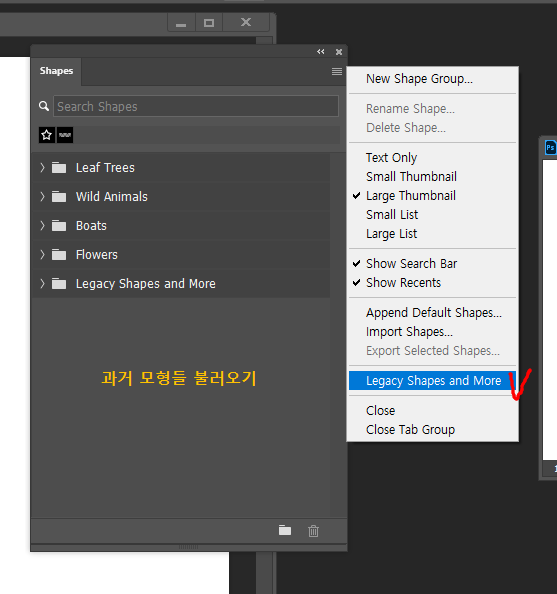 Shapes
Search Shapes
Leaf Trees
Wild Animals
Boats
Flowers
Legacy Shapes and More
과거 모형들 불러오기
New Shape Group...
Rename Shape...
Delete Shape...
Text Only
Small Thumbnail
Large Thumbnail
Small List
Large List
Show Search Bar
Show Recents
Append Default Shapes...
Import Shapes...
Export Selected Shapes...
Legacy Shapes and More
Close
Close Tab Group
Ps